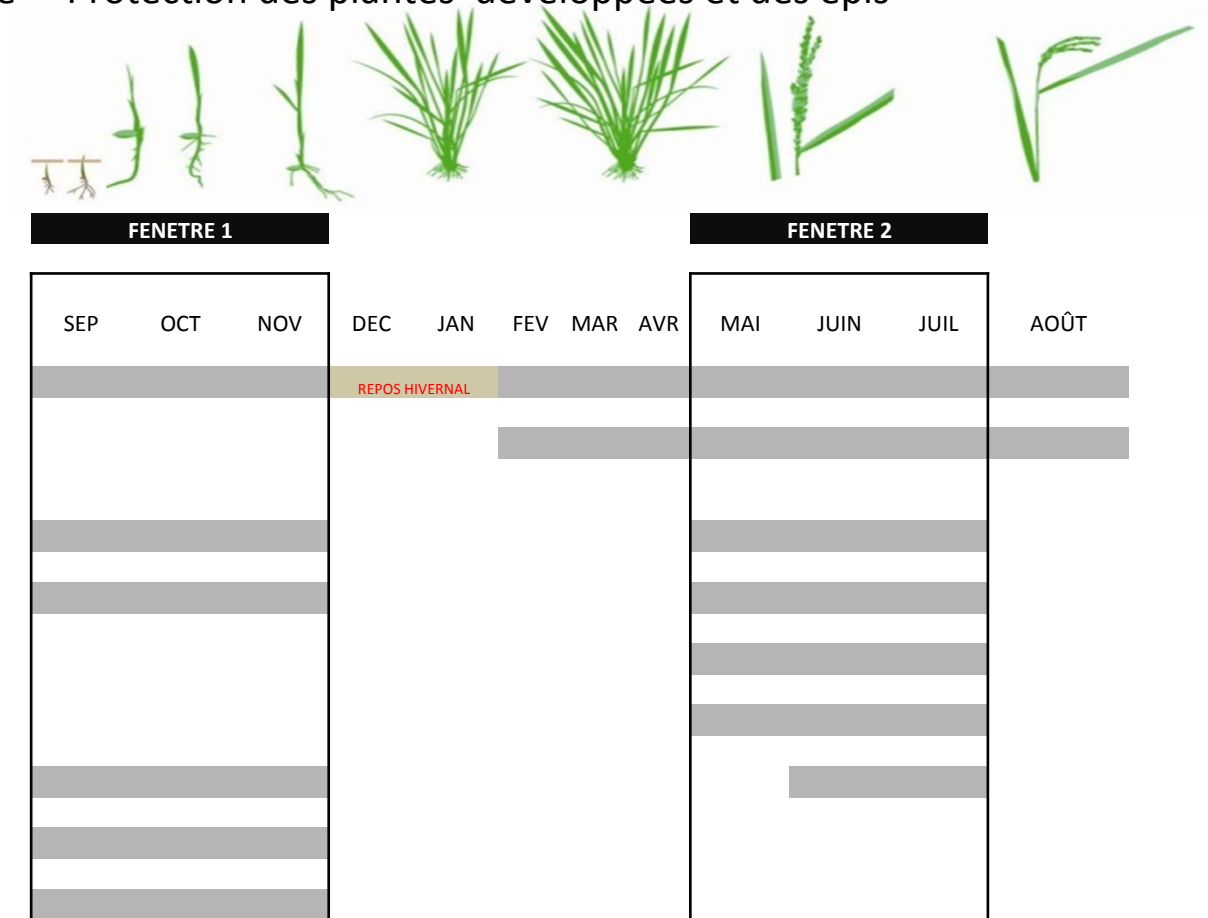 Protection des plantes développées et des épis
FENETRE 1 FENETRE 2
SEP OCT NOV DEC JAN FEV MAR AVR MAI JUIN JUIL AOÛT
REPOS HIVERNAL